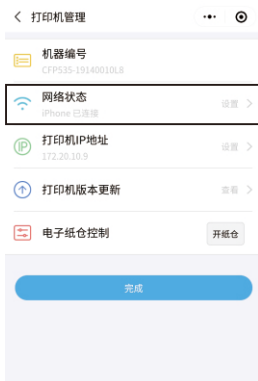 打印机管理
机器编号
CFP535-19140010L8
网络状态
设置
iPhone 已连接
打印机IP地址
设置
172.20.10.9
打印机版本更新
查看
电子纸仓控制
开纸仓
完成